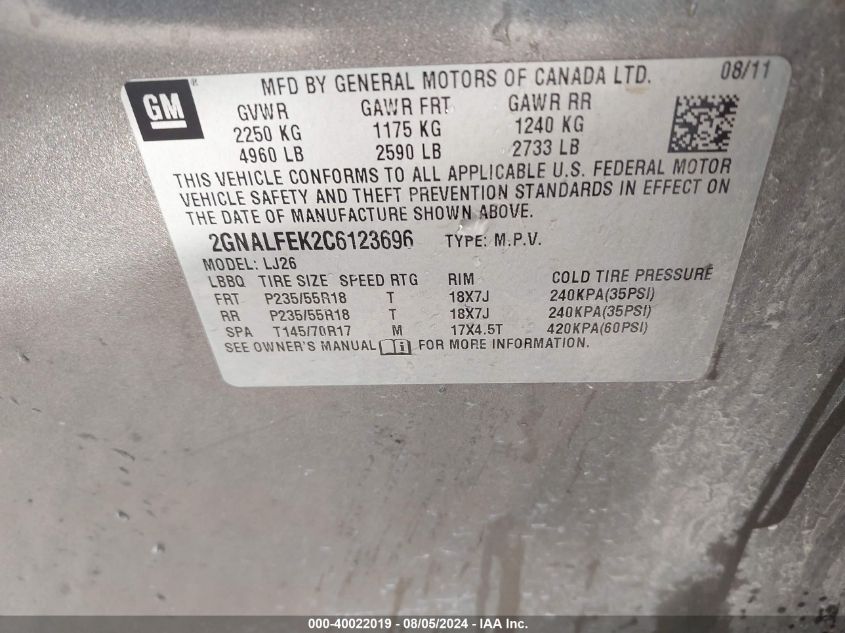 GM ® MFD BY GENERAL MOTORS OF CANADA LTD. 08/11
GVWR GAWR FRT GAWR RR
2250 KG 1175 KG 1240 KG
4960 LB 2590 LB 2733 LB
THIS VEHICLE CONFORMS TO ALL APPLICABLE U.S. FEDERAL MOTOR
VEHICLE SAFETY AND THEFT PREVENTION STANDARDS IN EFFECT ON
THE DATE OF MANUFACTURE SHOWN ABOVE.
2GNALFEK2C6123696 TYPE: M.P.V.
MODEL: LJ26
LBBQ TIRE SIZE SPEED RTG RIM COLD TIRE PRESSURE
FRT P235/55R18 T 18X7J 240KPA(35PSI)
RR P235/55R18 T 18X7J 240KPA(35PSI)
SPA T145/70R17 M 17X4.5T 420KPA(60PSI)
SEE OWNER'S MANUAL i FOR MORE INFORMATION.
000-40022019 - 08/05/2024 - IAA Inc.